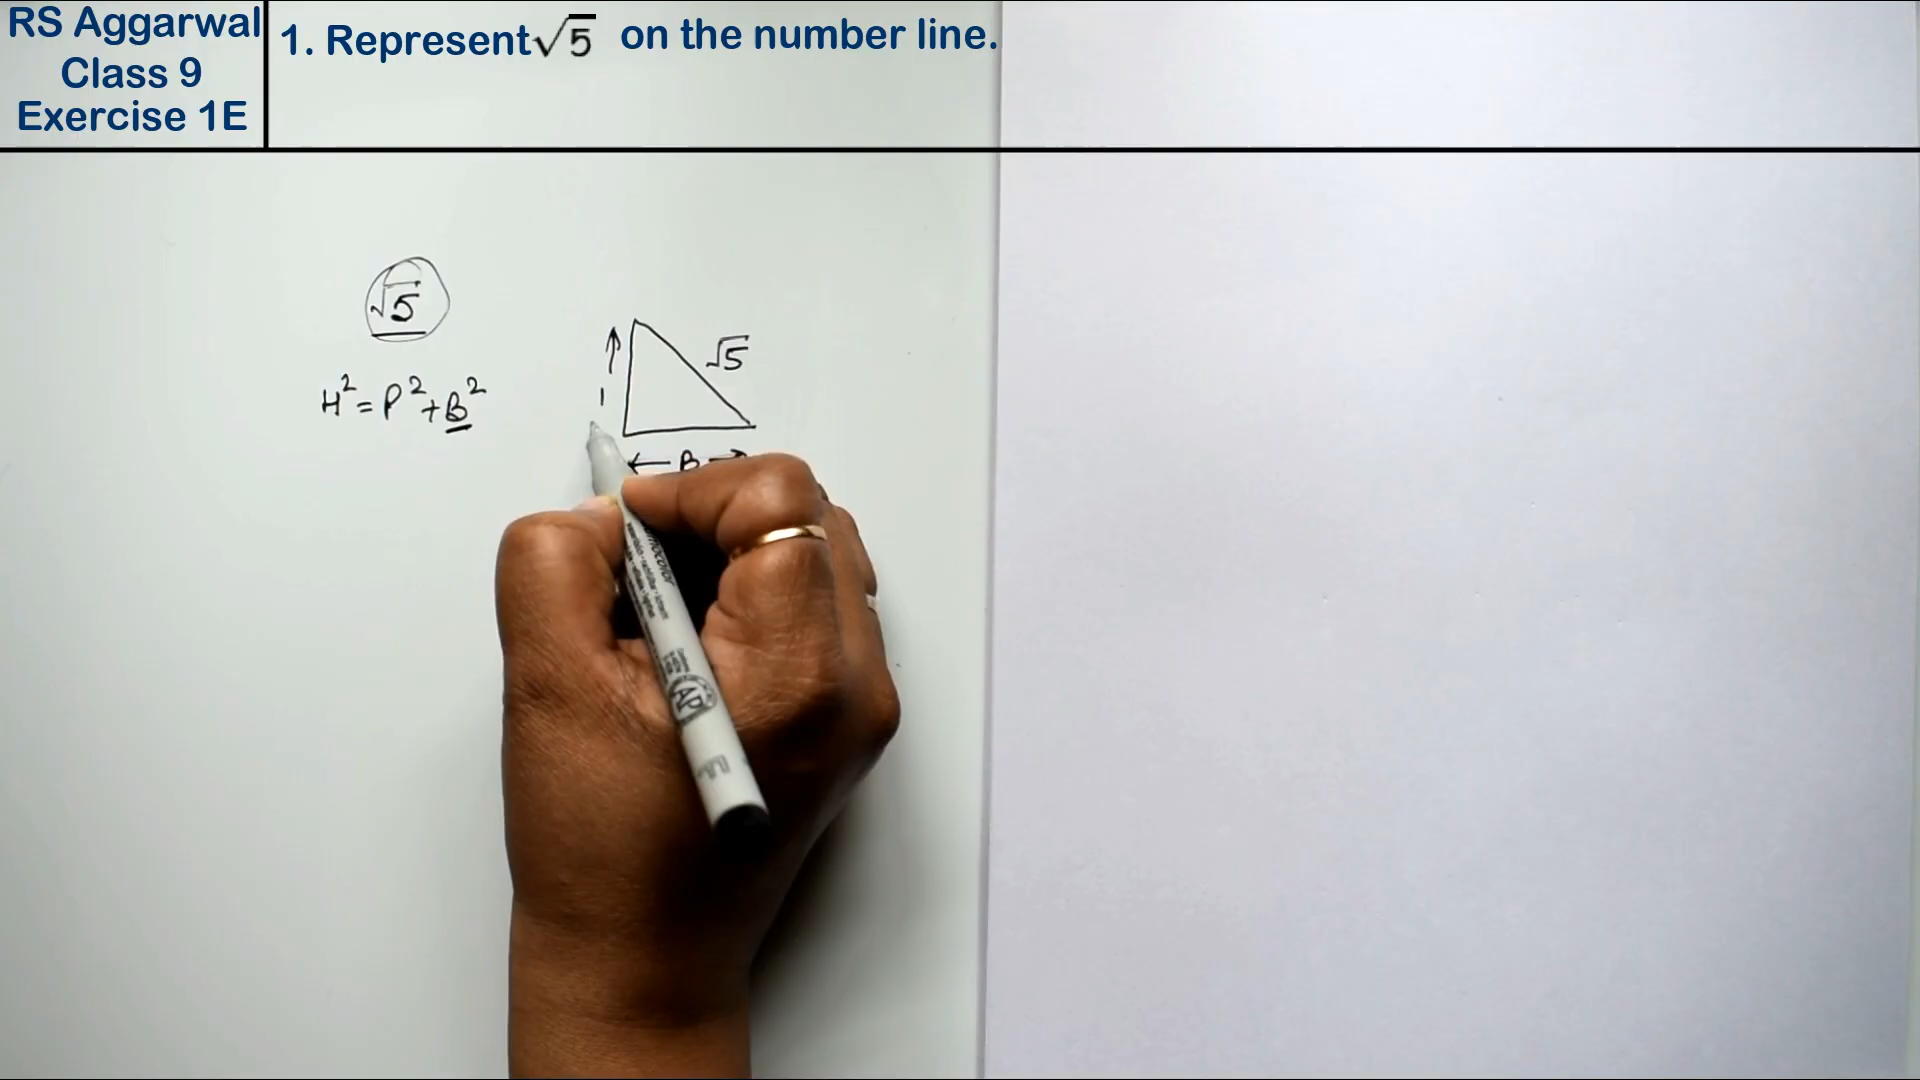 RS Aggarwal
Class 9
Exercise 1E
1. Represent √5 on the number line.
√5
H² = P² + B²
√5
1
B
AP
E